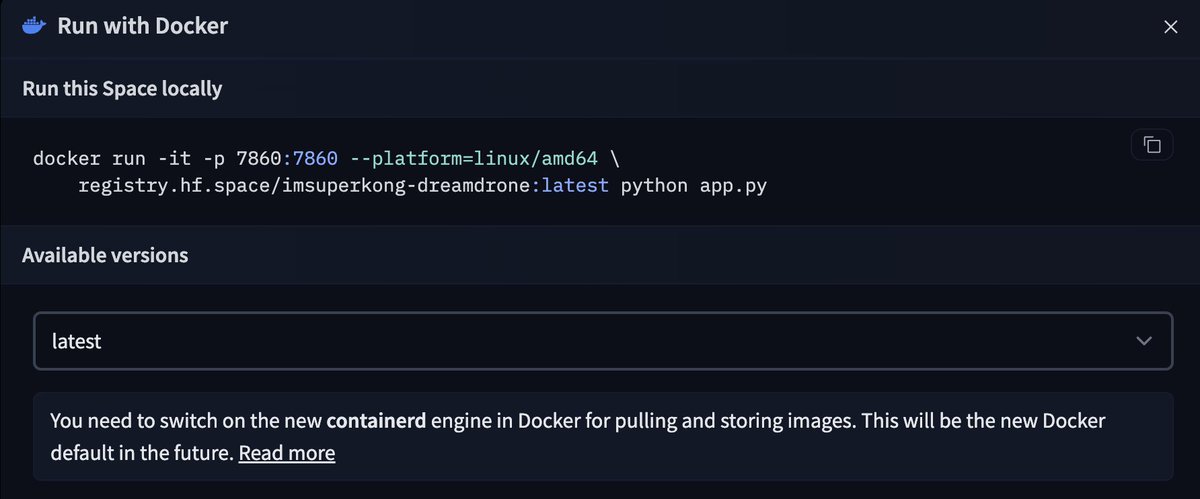 Run with Docker
Run this Space locally
docker run -it -p 7860:7860 --platform=linux/amd64 \
registry.hf.space/imsuperkong-dreamdrone:latest python app.py
Available versions
latest
You need to switch on the new containerd engine in Docker for pulling and storing images. This will be the new Docker
default in the future. Read more